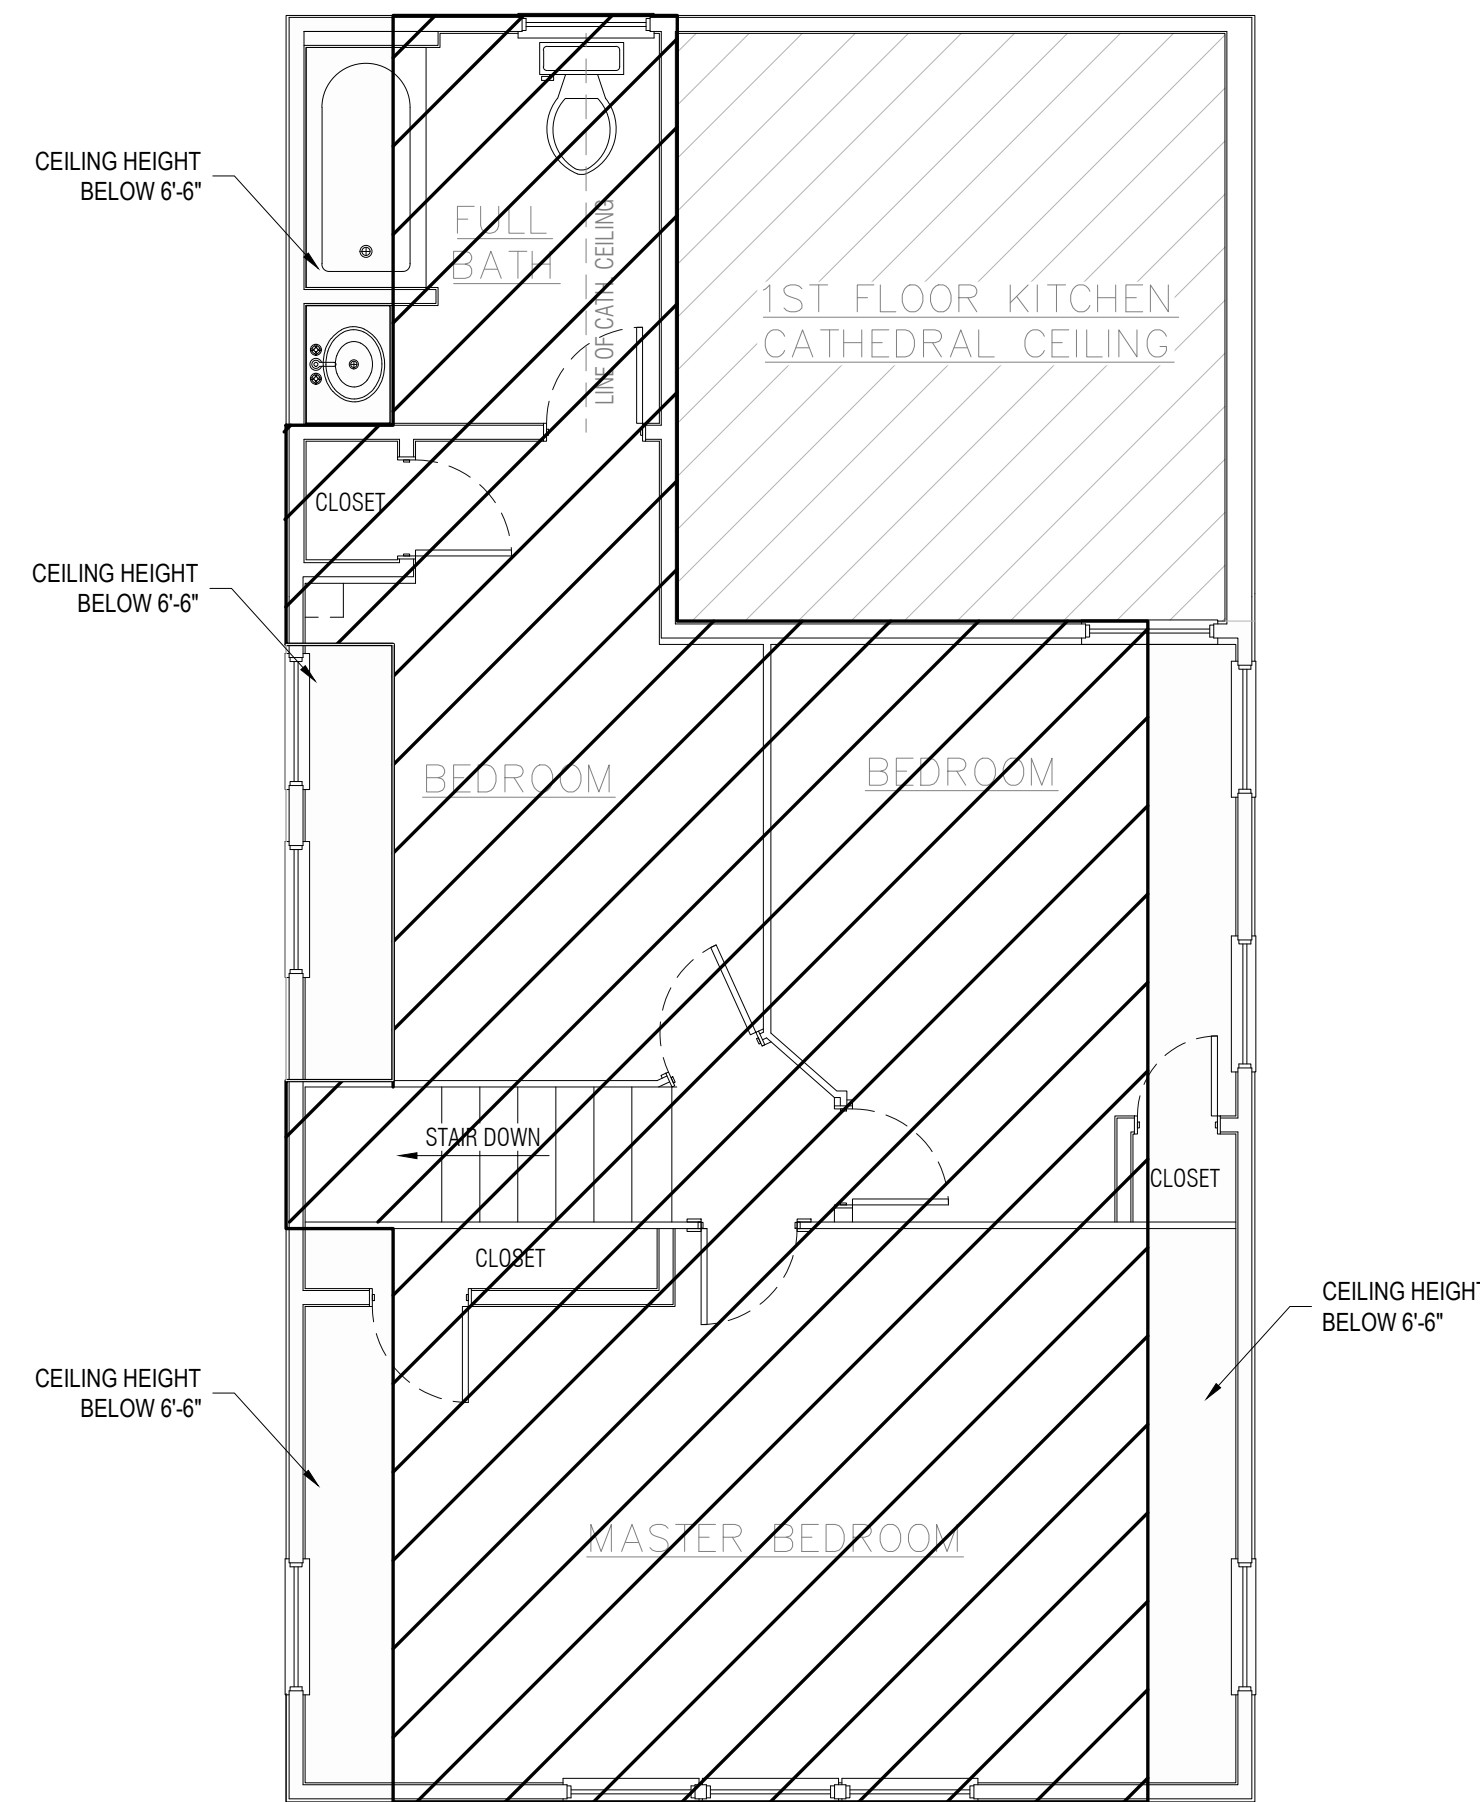 CEILING HEIGHT
BELOW 6'-6"
FULL
BATH
LINE OF CATH. CEILING
1ST FLOOR KITCHEN
CATHEDRAL CEILING
CLOSET
CEILING HEIGHT
BELOW 6'-6"
BEDROOM
BEDROOM
STAIR DOWN
CLOSET
CLOSET
CEILING HEIGHT
BELOW 6'-6"
CEILING HEIGHT
BELOW 6'-6"
MASTER BEDROOM